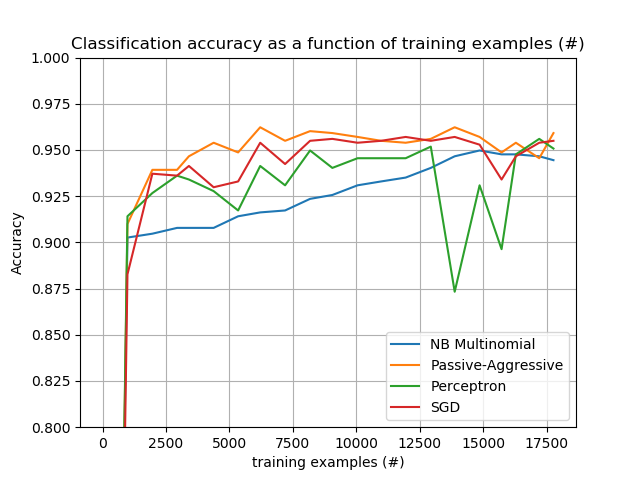 Classification accuracy as a function of training examples (#)
1.000
0.975
0.950
0.925
0.900
0.875
0.850
0.825
0.800
Accuracy
NB Multinomial
Passive-Aggressive
Perceptron
SGD
0 2500 5000 7500 10000 12500 15000 17500
training examples (#)